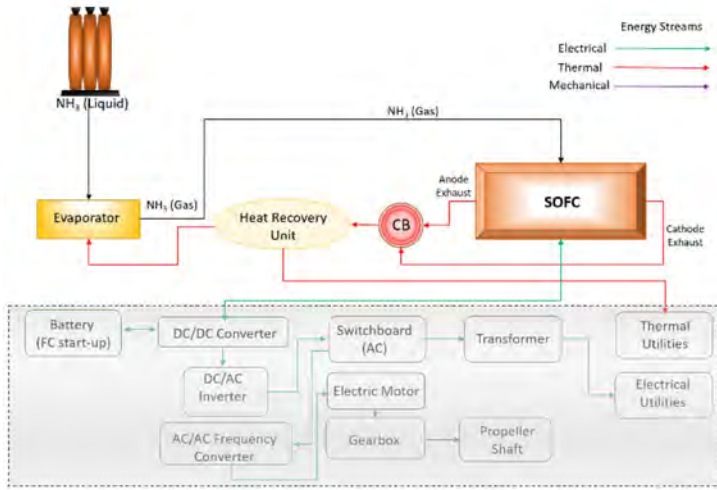 Energy Streams
Electrical
Thermal
Mechanical
NH₃ (Liquid)
NH₃ (Gas)
Anode
Exhaust
SOFC
Evaporator
NH₃ (Gas)
Heat Recovery
Unit
CB
Cathode
Exhaust
Battery
(FC start-up)
DC/DC Converter
Switchboard
(AC)
Transformer
Thermal
Utilities
DC/AC
Inverter
Electric Motor
Electrical
Utilities
AC/AC Frequency
Converter
Gearbox
Propeller
Shaft